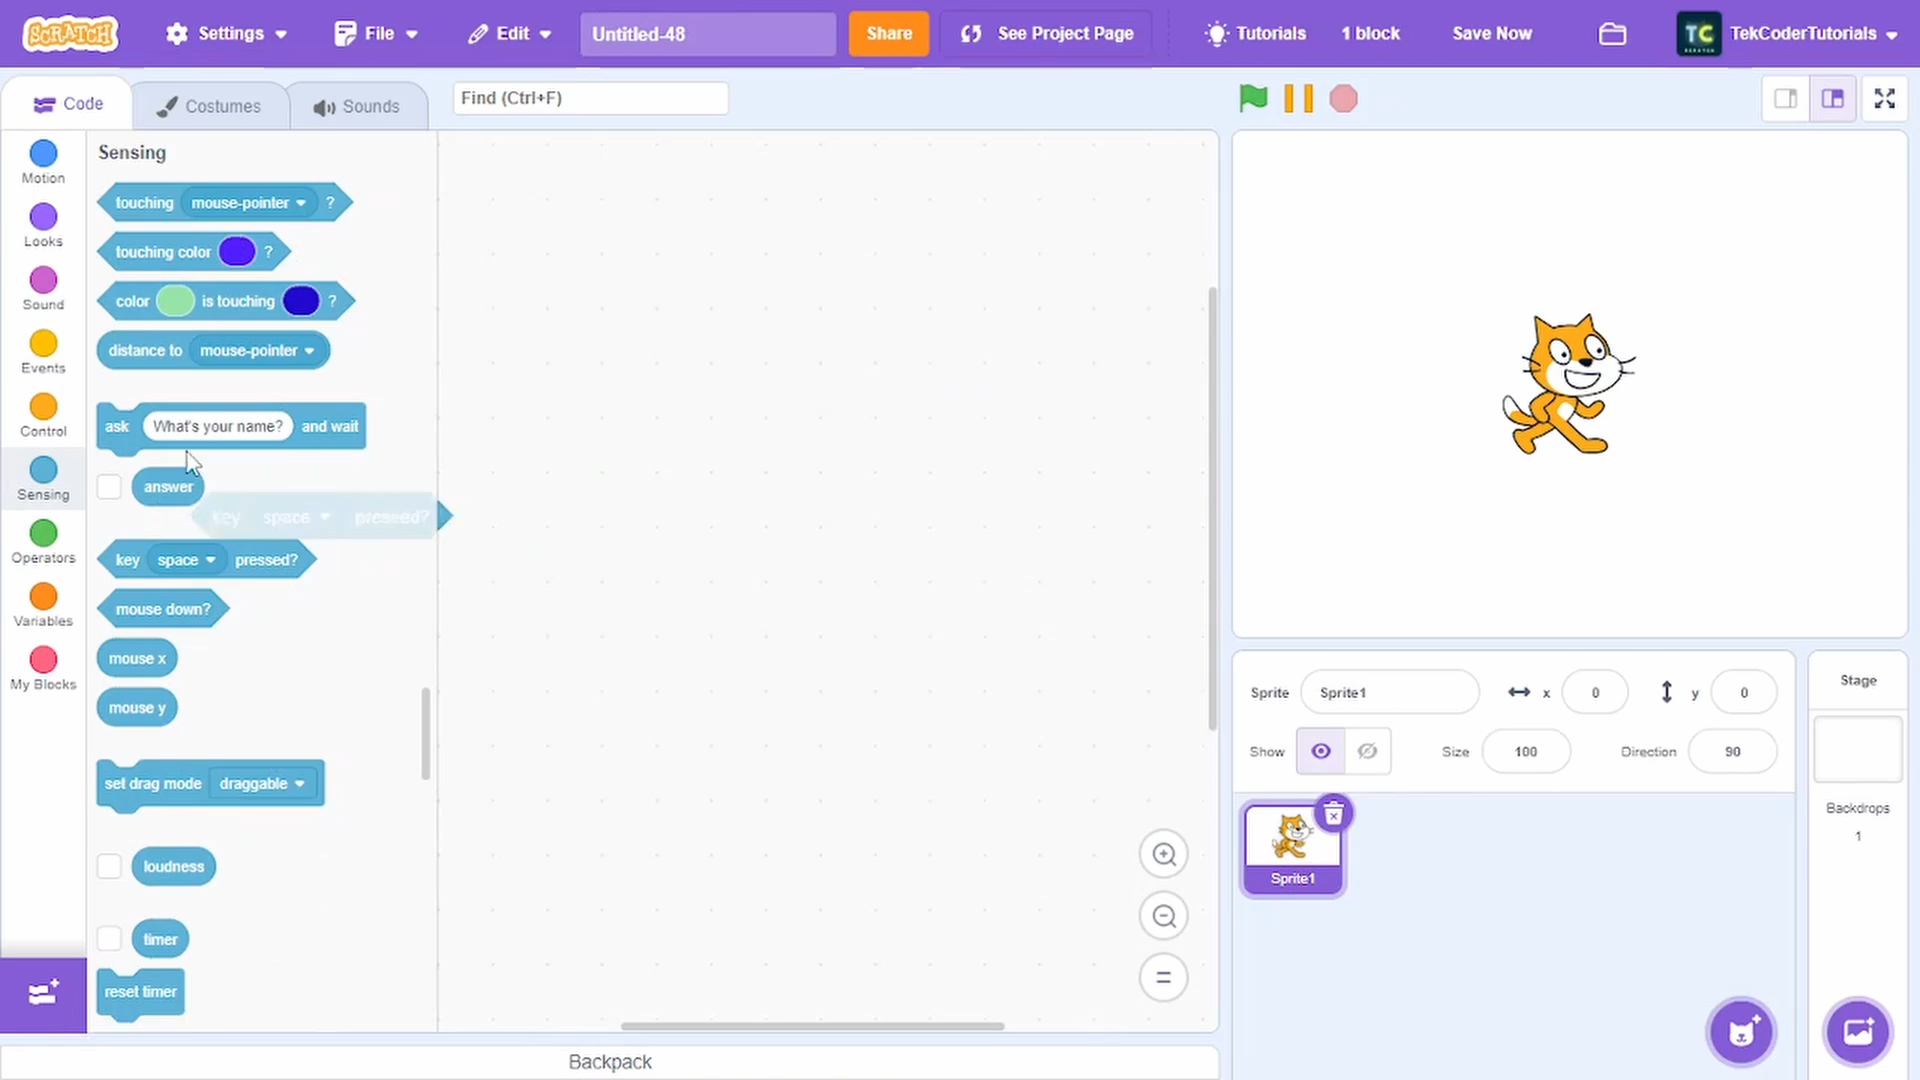 SCRATCH Settings File Edit Untitled-48 Share See Project Page Tutorials 1 block Save Now TC SCRATCH TekCoderTutorials
Code Costumes Sounds Find (Ctrl+F)
Motion
Looks
Sound
Events
Control
Sensing
Operators
Variables
My Blocks
Sensing
touching mouse-pointer ?
touching color ?
color is touching ?
distance to mouse-pointer
ask What's your name? and wait
answer
key space pressed?
key space pressed?
mouse down?
mouse x
mouse y
set drag mode draggable
loudness
timer
reset timer
Backpack
Sprite Sprite1 x 0 y 0
Show Size 100 Direction 90
Sprite1
Stage
Backdrops
1